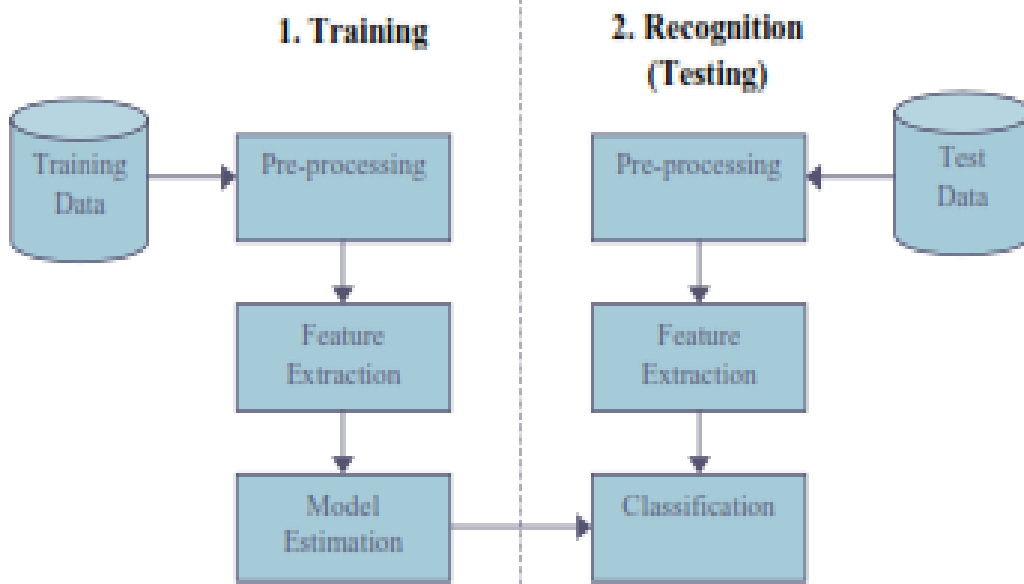 1. Training
Training
Data
Pre-processing
Feature
Extraction
Model
Estimation
2. Recognition
(Testing)
Test
Data
Pre-processing
Feature
Extraction
Classification